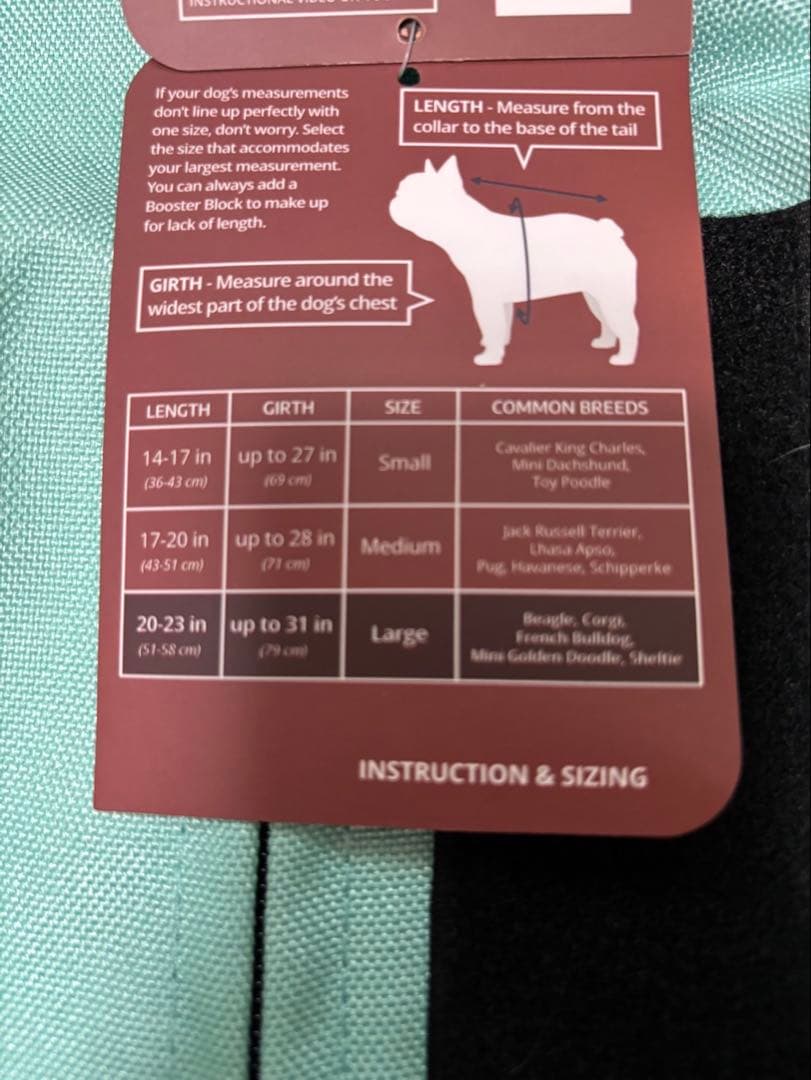 If your dog's measurements
don't line up perfectly with
one size, don't worry. Select
the size that accommodates
your largest measurement.
You can always add a
Booster Block to make up
for lack of length.
LENGTH - Measure from the
collar to the base of the tail
GIRTH - Measure around the
widest part of the dog's chest
LENGTH GIRTH SIZE COMMON BREEDS
14-17 in up to 27 in Small Cavalier King Charles,
(36-43 cm) (69 cm) Mini Dachshund,
Toy Poodle
17-20 in up to 28 in Medium Jack Russell Terrier,
(43-51 cm) (71 cm) Lhasa Apso,
Pug, Havanese, Schipperke
20-23 in up to 31 in Large Beagle, Corgi,
(51-58 cm) (79 cm) French Bulldog,
Mini Golden Doodle, Sheltie
INSTRUCTION & SIZING